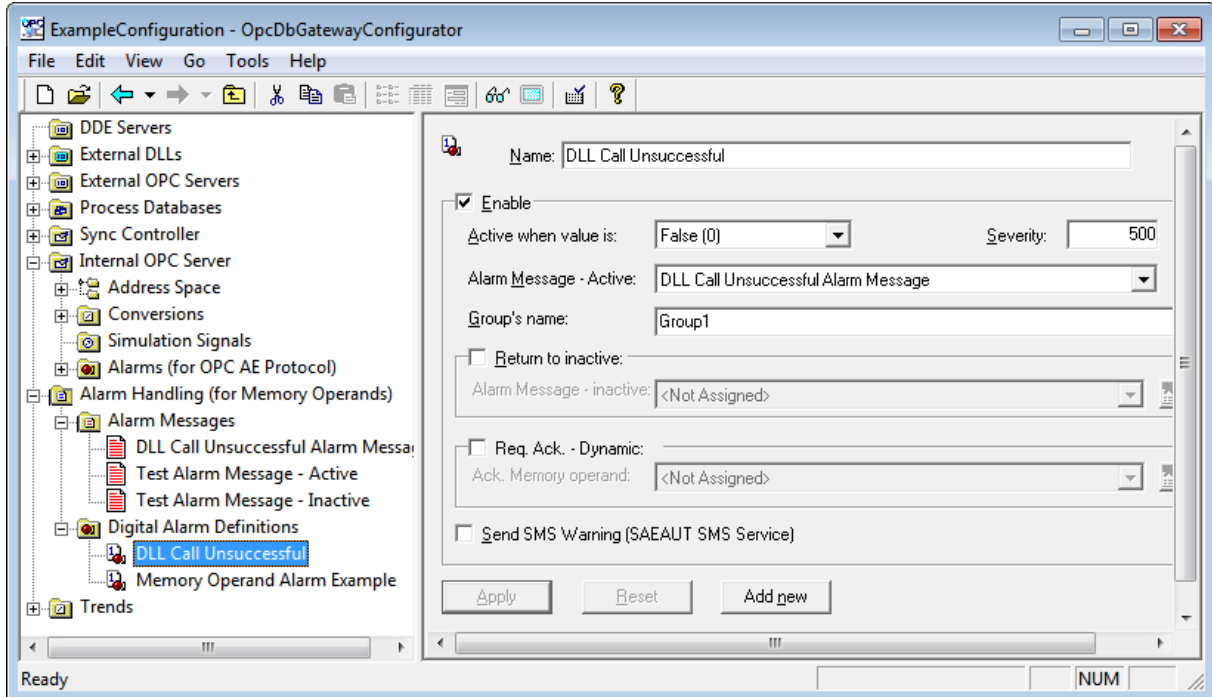 ExampleConfiguration - OpcDbGatewayConfigurator
File Edit View Go Tools Help
DDE Servers
External DLLs
External OPC Servers
Process Databases
Sync Controller
Internal OPC Server
Address Space
Conversions
Simulation Signals
Alarms (for OPC AE Protocol)
Alarm Handling (for Memory Operands)
Alarm Messages
DLL Call Unsuccessful Alarm Messa
Test Alarm Message - Active
Test Alarm Message - Inactive
Digital Alarm Definitions
DLL Call Unsuccessful
Memory Operand Alarm Example
Trends
Name: DLL Call Unsuccessful
Enable
Active when value is: False (0) Severity: 500
Alarm Message - Active: DLL Call Unsuccessful Alarm Message
Group's name: Group1
Return to inactive:
Alarm Message - inactive: <Not Assigned>
Req. Ack. - Dynamic:
Ack. Memory operand: <Not Assigned>
Send SMS Warning (SAEAUT SMS Service)
Apply Reset Add new
Ready NUM